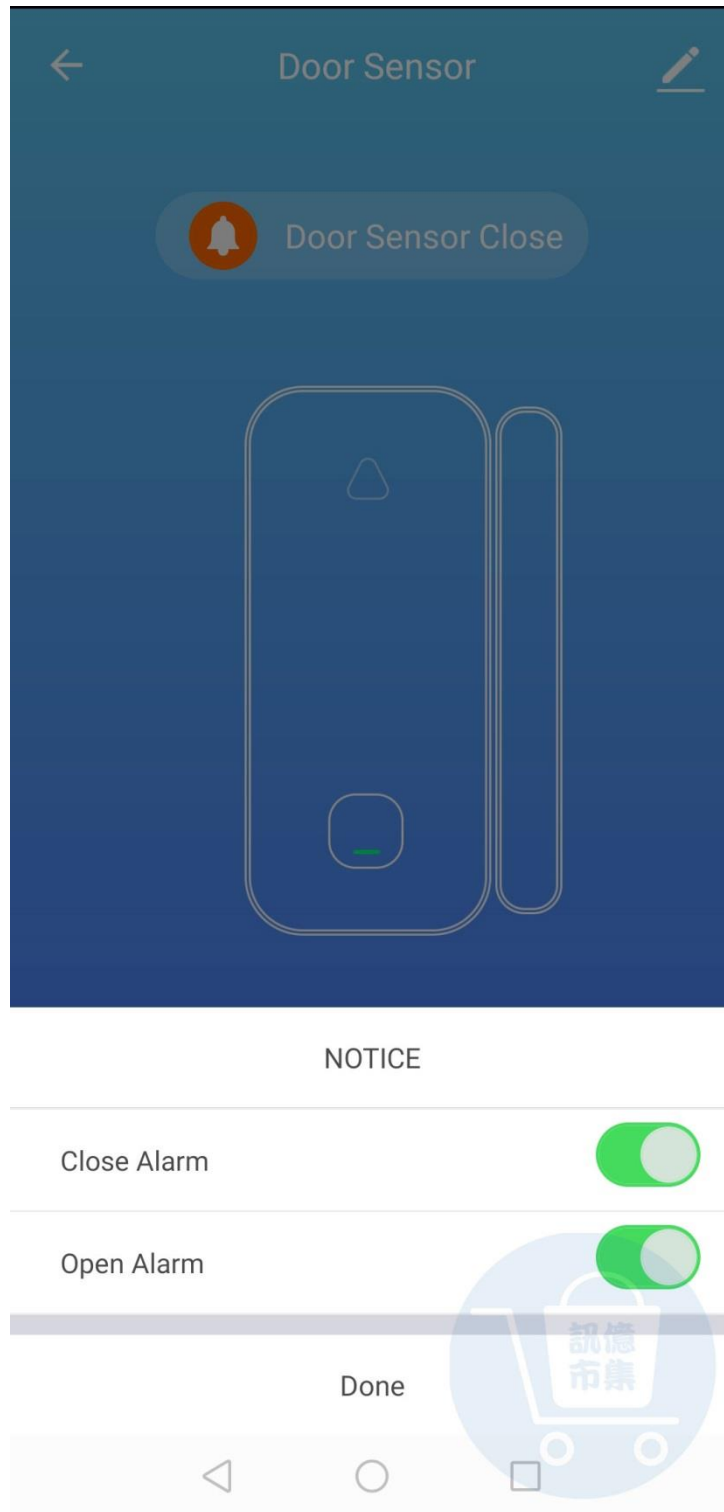 Door Sensor
Door Sensor Close
NOTICE
Close Alarm
Open Alarm
訊億
市集
Done